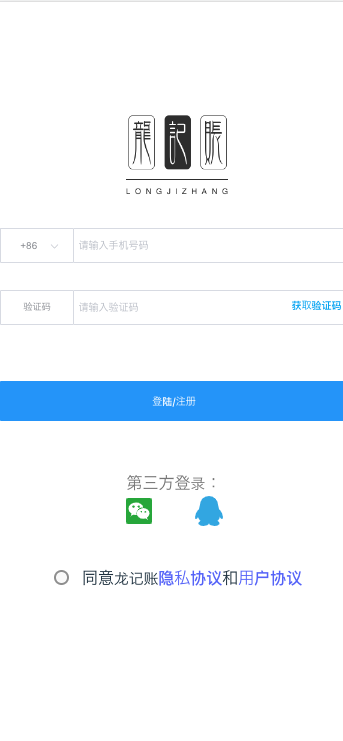 龍記賬
LONGJIZHANG
+86 请输入手机号码
验证码 请输入验证码 获取验证码
登陆/注册
第三方登录：
同意龙记账隐私协议和用户协议